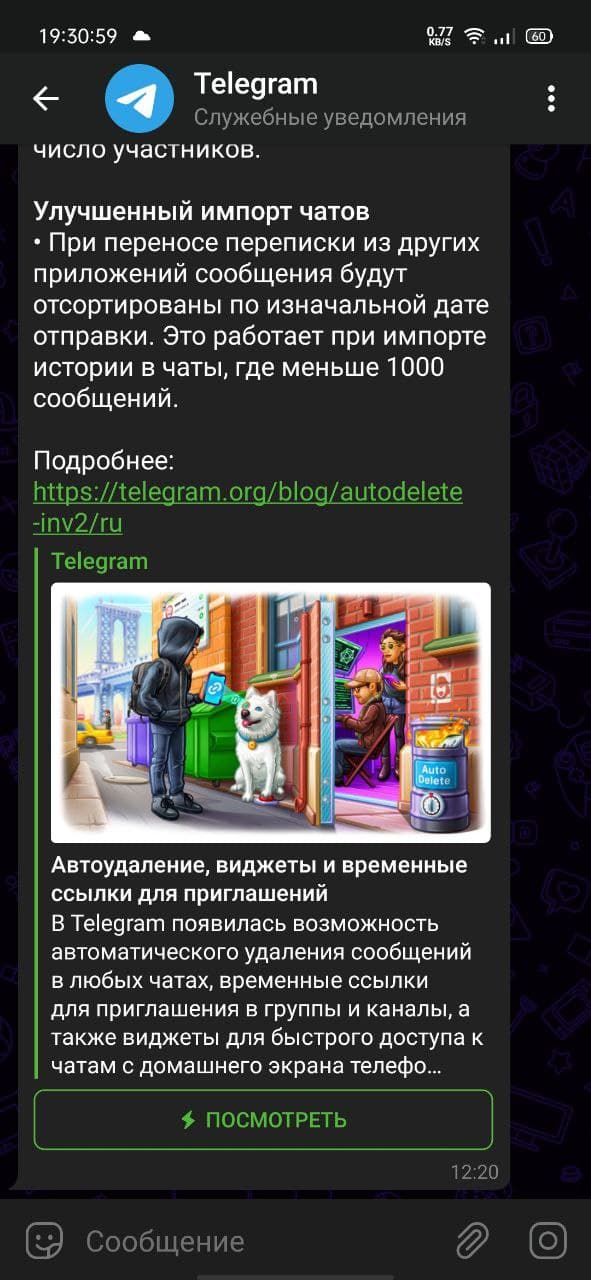 19:30:59
0.77
KB/S
60
Telegram
Служебные уведомления
число участников.
Улучшенный импорт чатов
• При переносе переписки из других
приложений сообщения будут
отсортированы по изначальной дате
отправки. Это работает при импорте
истории в чаты, где меньше 1000
сообщений.
Подробнее:
https://telegram.org/blog/autodelete
-inv2/ru
Telegram
Auto
Delete
Автоудаление, виджеты и временные
ссылки для приглашений
В Telegram появилась возможность
автоматического удаления сообщений
в любых чатах, временные ссылки
для приглашения в группы и каналы, а
также виджеты для быстрого доступа к
чатам с домашнего экрана телефо...
ПОСМОТРЕТЬ
12:20
Сообщение